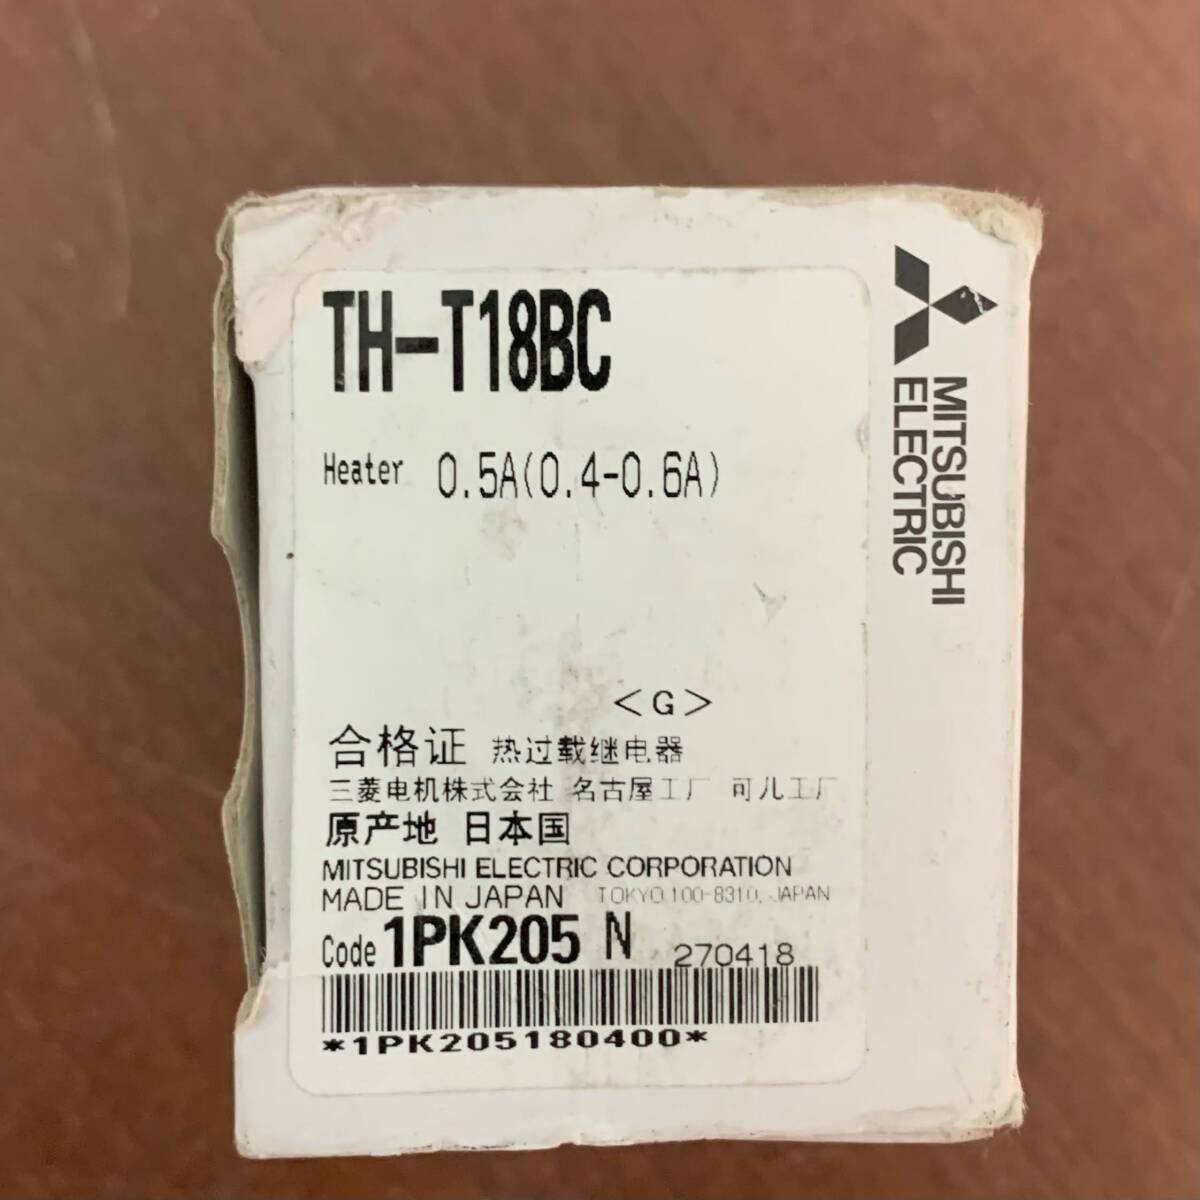 TH-T18BC
Heater 0.5A(0.4-0.6A)
<G>
合格证 热过载继电器
三菱电机株式会社 名古屋工厂 可儿工厂
原产地 日本国
MITSUBISHI ELECTRIC CORPORATION
MADE IN JAPAN TOKYO 100-8310, JAPAN
Code 1PK205 N 270418
*1PK205180400*
MITSUBISHI
ELECTRIC